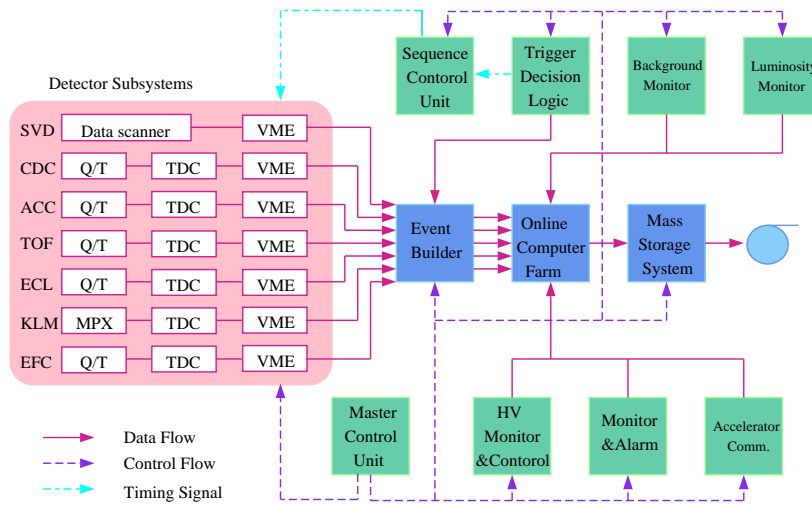 Sequence
Contorol
Unit
Trigger
Decision
Logic
Background
Monitor
Luminosity
Monitor
Detector Subsystems
SVD
Data scanner
VME
CDC
Q/T
TDC
VME
ACC
Q/T
TDC
VME
TOF
Q/T
TDC
VME
ECL
Q/T
TDC
VME
KLM
MPX
TDC
VME
EFC
Q/T
TDC
VME
Event
Builder
Online
Computer
Farm
Mass
Storage
System
Master
Control
Unit
HV
Monitor
&Contorol
Monitor
&Alarm
Accelerator
Comm.
Data Flow
Control Flow
Timing Signal